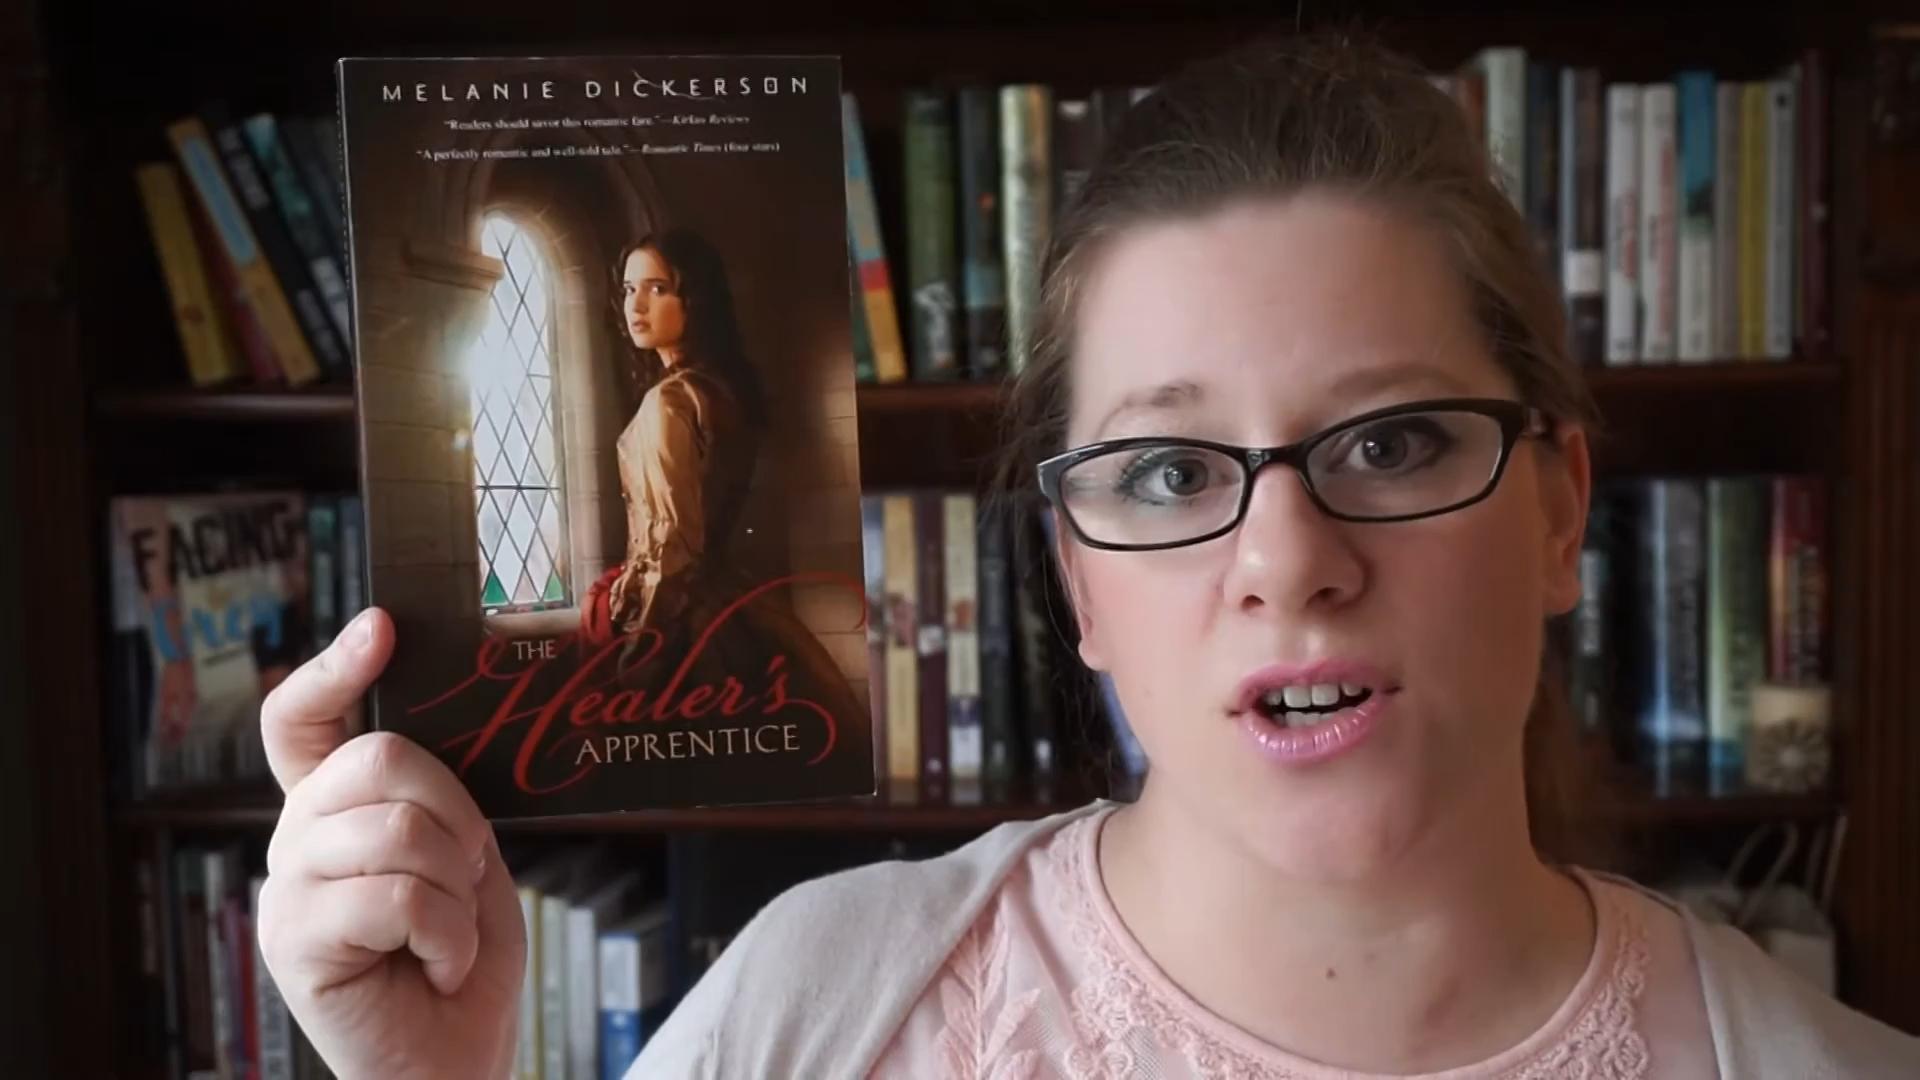 MELANIE DICKERSON
"Readers should savor this romantic fare."—Kirkus Reviews
"A perfectly romantic and well-told tale."—Romantic Times (four stars)
THE
Healer's
APPRENTICE
FACING
Grey